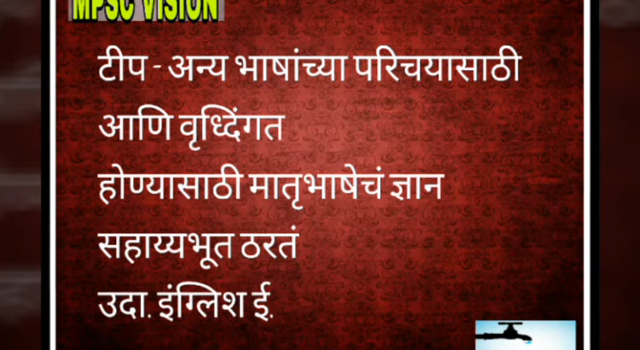 MPSC VISION
टीप - अन्य भाषांच्या परिचयासाठी
आणि वृध्दिंगत
होण्यासाठी मातृभाषेचं ज्ञान
सहाय्यभूत ठरतं
उदा. इंग्लिश ई.